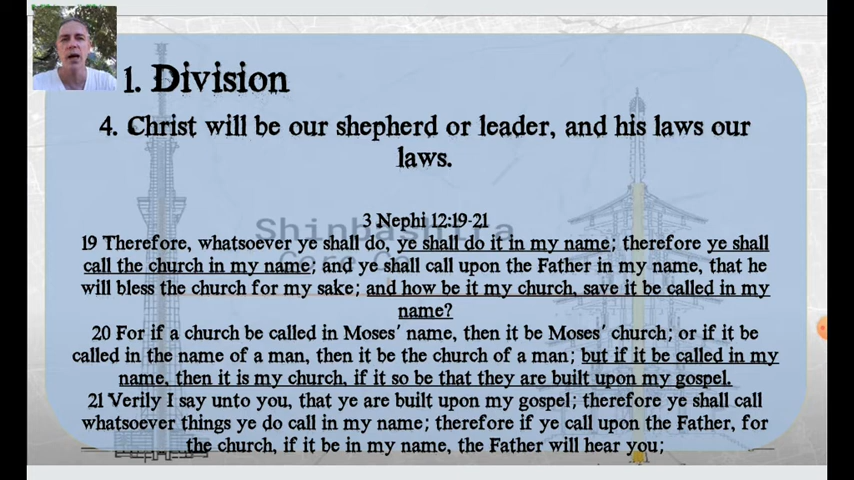 1. Division
4. Christ will be our shepherd or leader, and his laws our
laws.
3 Nephi 12:19-21
19 Therefore, whatsoever ye shall do, ye shall do it in my name; therefore ye shall
call the church in my name; and ye shall call upon the Father in my name, that he
will bless the church for my sake; and how be it my church, save it be called in my
name?
20 For if a church be called in Moses' name, then it be Moses' church; or if it be
called in the name of a man, then it be the church of a man; but if it be called in my
name, then it is my church, if it so be that they are built upon my gospel.
21 Verily I say unto you, that ye are built upon my gospel; therefore ye shall call
whatsoever things ye do call in my name; therefore if ye call upon the Father, for
the church, if it be in my name, the Father will hear you;